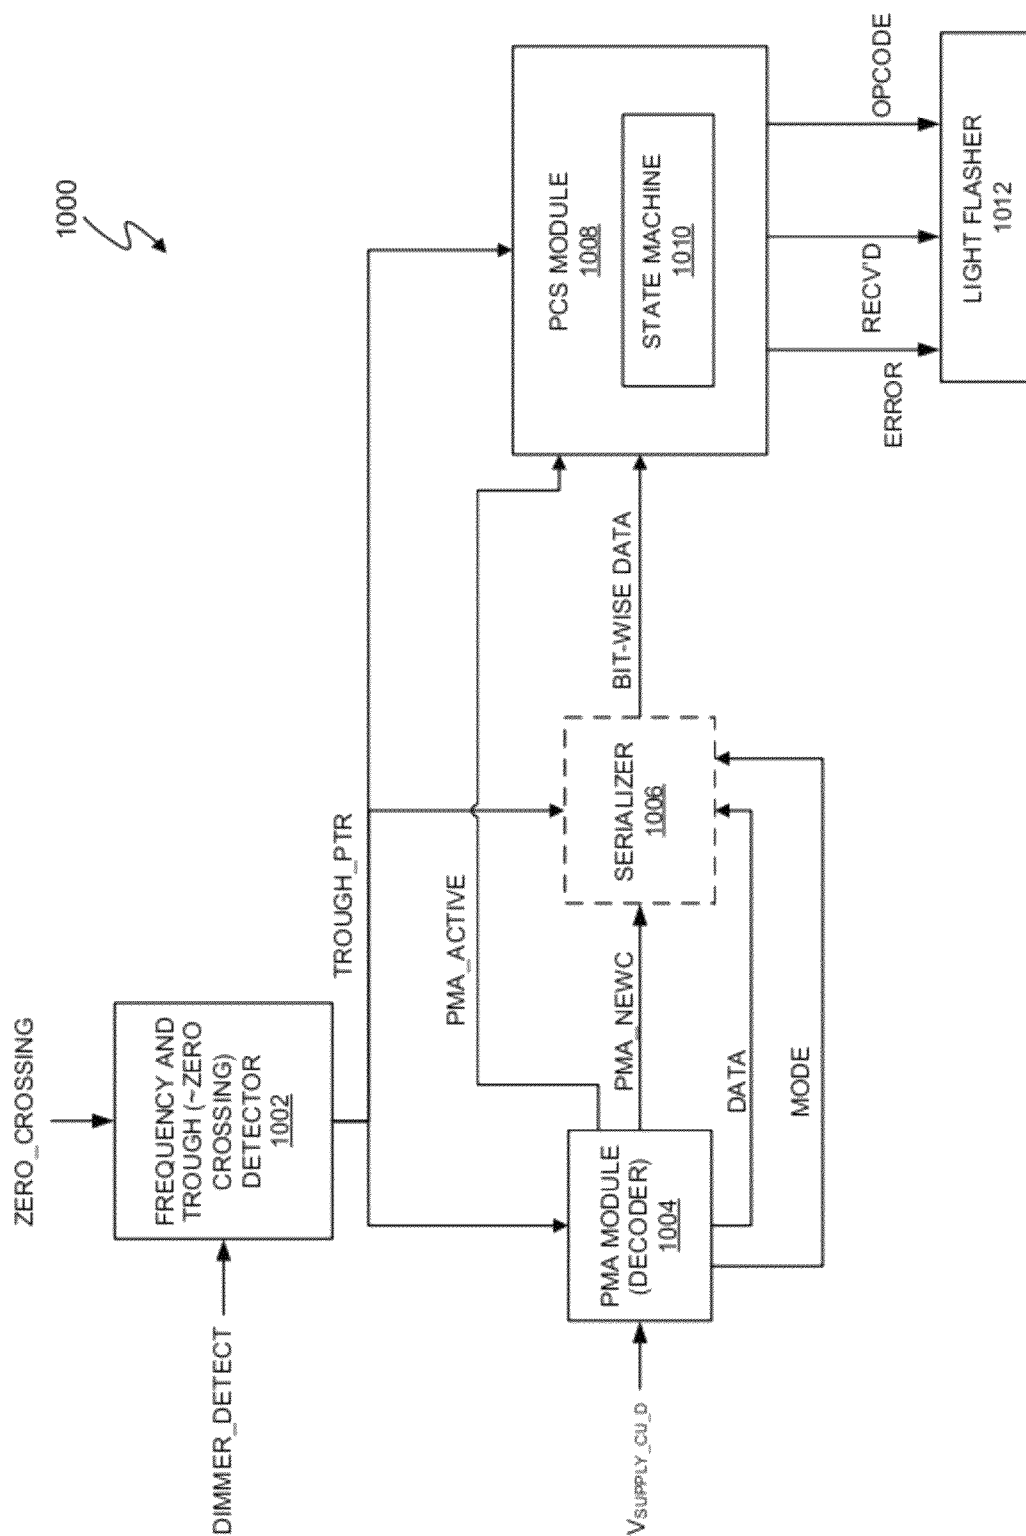 1000
ZERO_CROSSING
DIMMER_DETECT
FREQUENCY AND
TROUGH (~ZERO
CROSSING)
DETECTOR
1002
TROUGH_PTR
PMA_ACTIVE
VSUPPLY_CU_D
PMA MODULE
(DECODER)
1004
PMA_NEWC
DATA
MODE
SERIALIZER
1006
BIT-WISE DATA
PCS MODULE
1008
STATE MACHINE
1010
ERROR
RECV'D
OPCODE
LIGHT FLASHER
1012